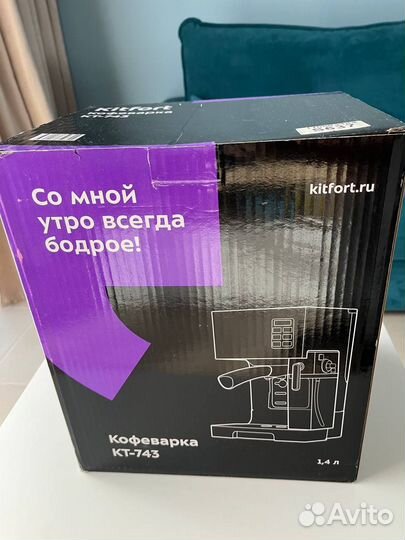 Kitfort
Кофеварка
КТ-743
Со мной
утро всегда
бодрое!
kitfort.ru
Кофеварка
КТ-743
1,4 л
Avito